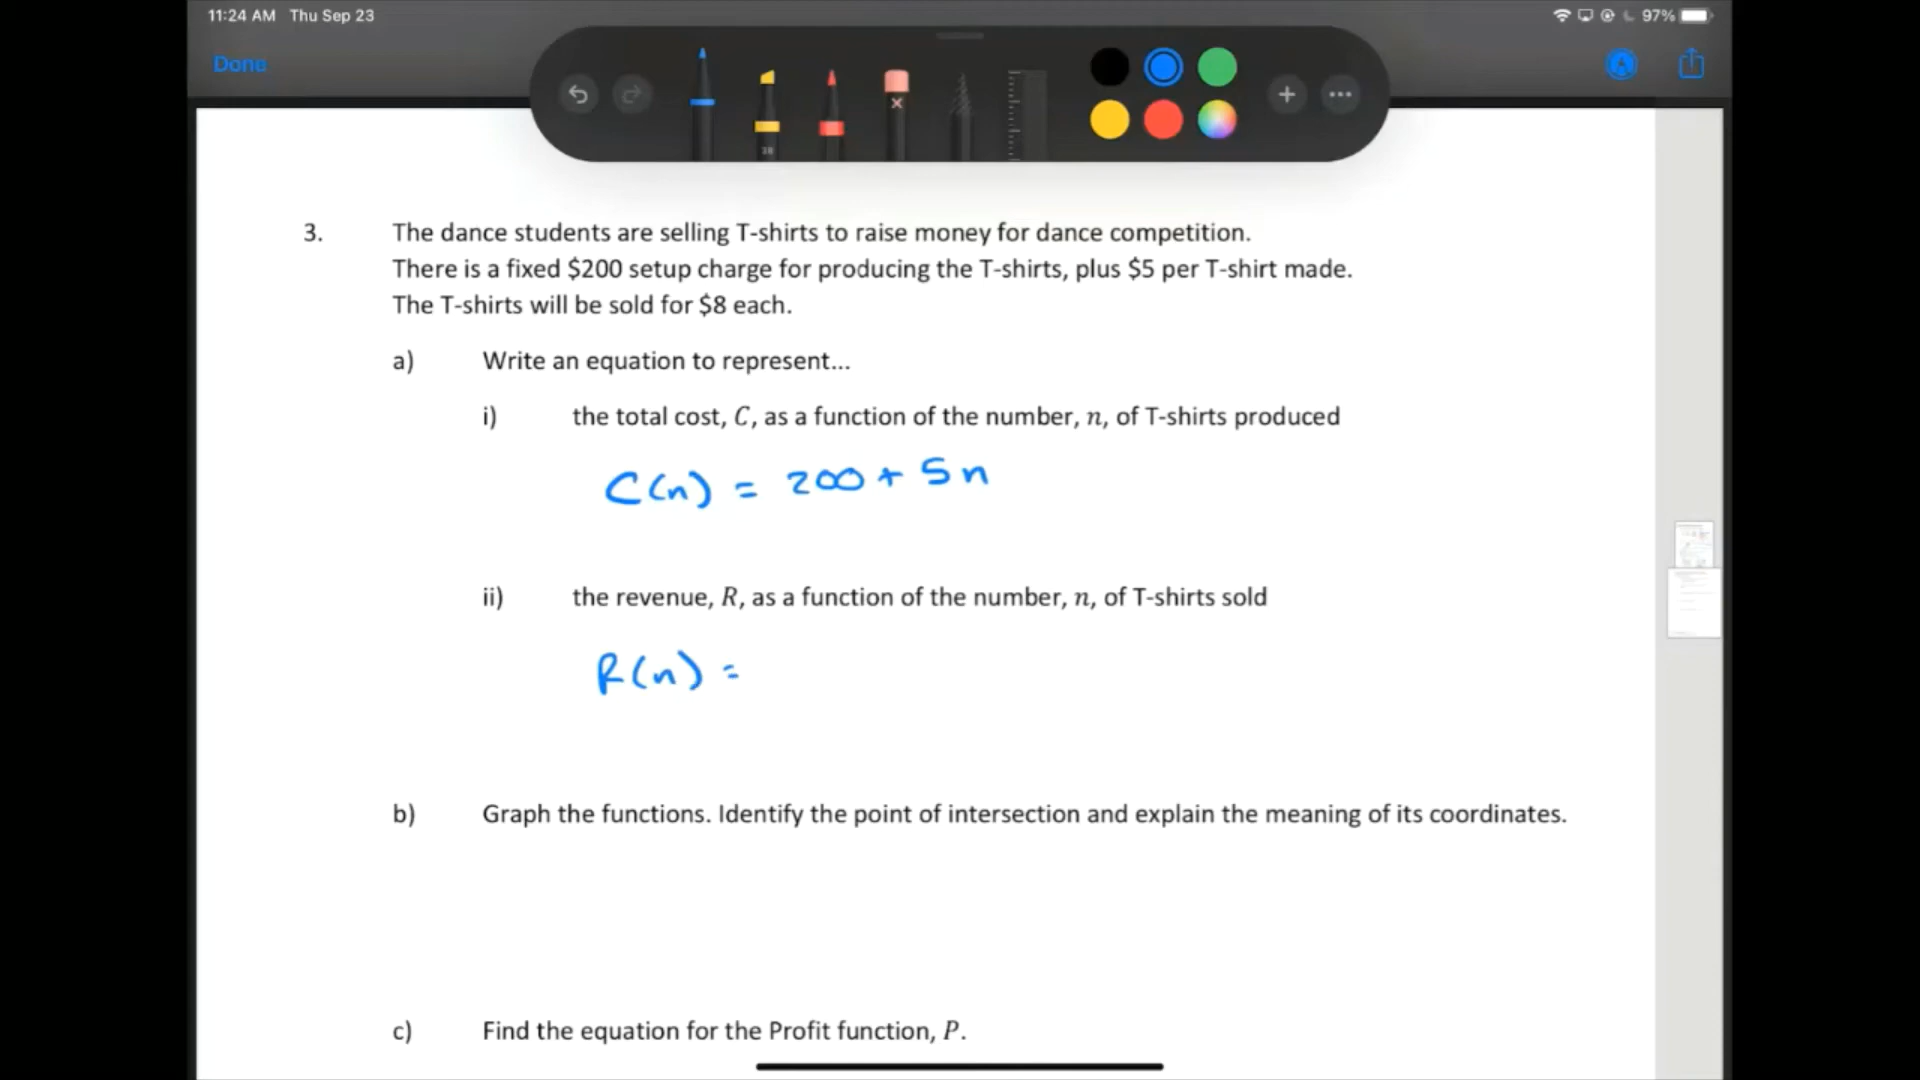 11:24 AM Thu Sep 23
97%
Done
3. The dance students are selling T-shirts to raise money for dance competition.
There is a fixed $200 setup charge for producing the T-shirts, plus $5 per T-shirt made.
The T-shirts will be sold for $8 each.
a) Write an equation to represent...
i) the total cost, C, as a function of the number, n, of T-shirts produced
C(n) = 200 + 5n
ii) the revenue, R, as a function of the number, n, of T-shirts sold
R(n) =
b) Graph the functions. Identify the point of intersection and explain the meaning of its coordinates.
c) Find the equation for the Profit function, P.